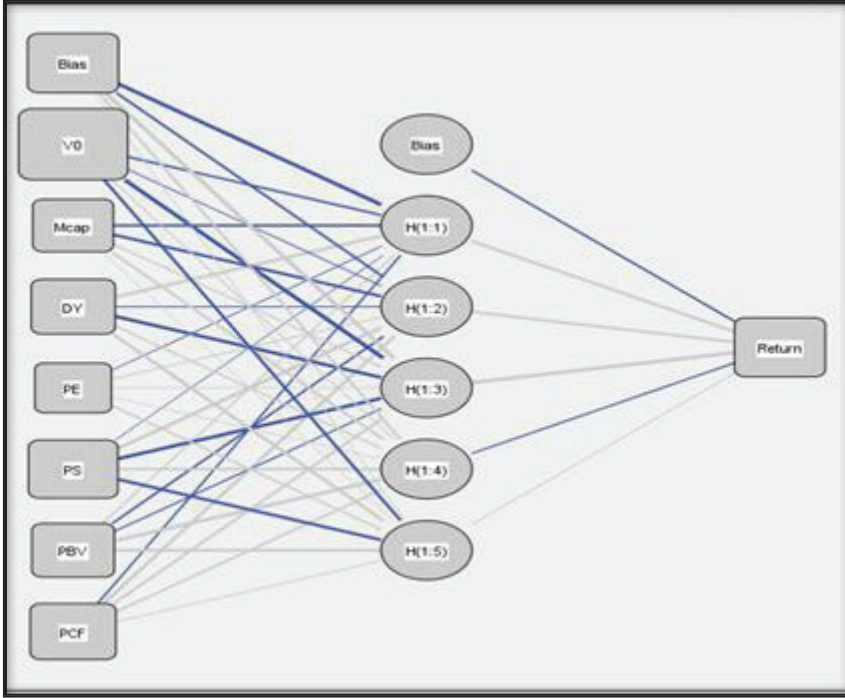 Bias
V0
Mcap
DY
PE
PS
PBV
PCF
Bias
H(1:1)
H(1:2)
H(1:3)
H(1:4)
H(1:5)
Return